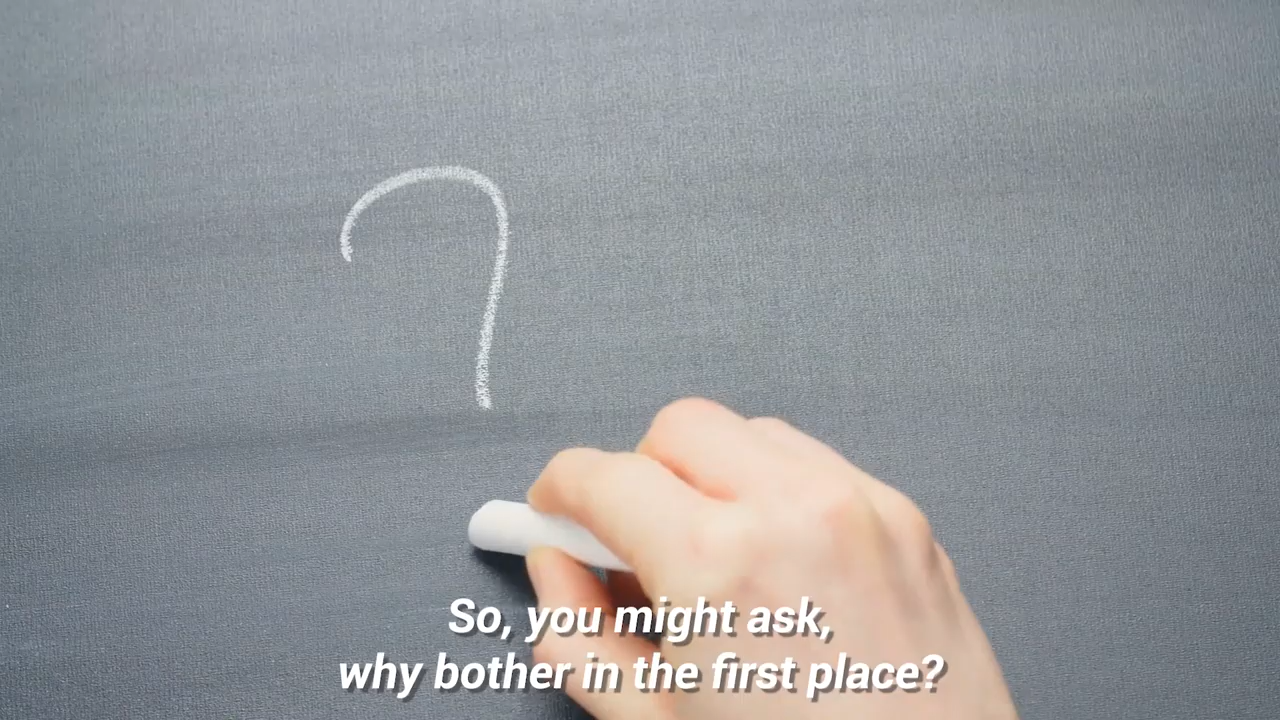 ?
So, you might ask,
why bother in the first place?